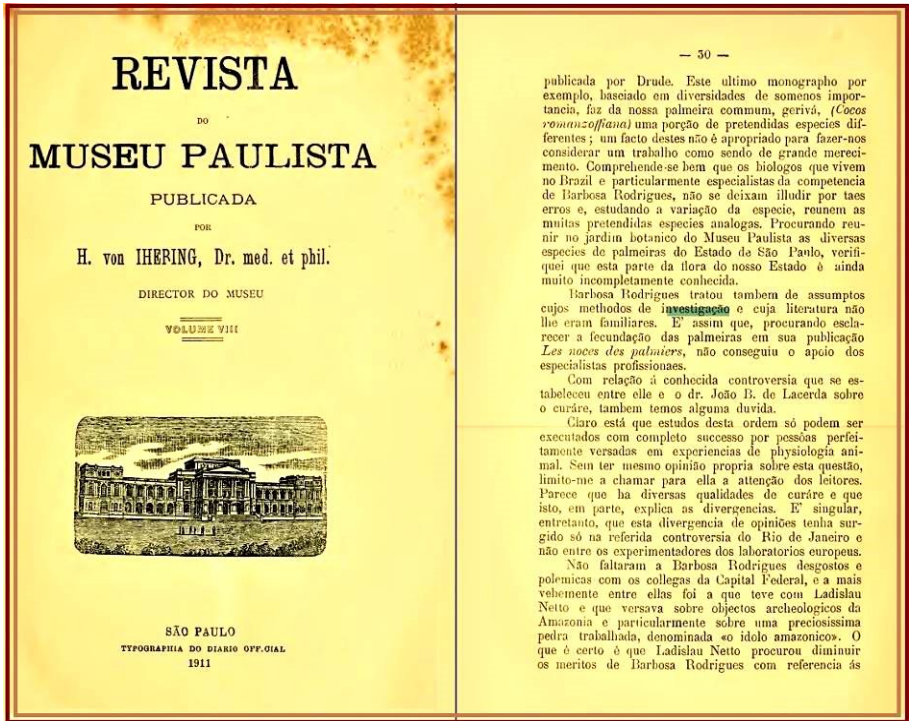 REVISTA
DO
MUSEU PAULISTA
PUBLICADA
POR
H. von IHERING, Dr. med. et phil.
DIRECTOR DO MUSEU
VOLUME VIII
SÃO PAULO
TYPOGRAPHIA DO DIARIO OFFICIAL
1911
— 30 —
publicada por Drude. Este ultimo monographo por
exemplo, baseiado em diversidades de somenos impor-
tancia, faz da nossa palmeira commum, gerivá, (Cocos
romanzoffiana) uma porção de pretendidas especies dif-
ferentes; um facto destes não é apropriado para fazer-nos
considerar um trabalho como sendo de grande mereci-
mento. Comprehende-se bem que os biologos que vivem
no Brazil e particularmente especialistas da competencia
de Barbosa Rodrigues, não se deixam illudir por taes
erros e, estudando a variação da especie, reunem as
muitas pretendidas especies analogas. Procurando reu-
nir no jardim botanico do Museu Paulista as diversas
especies de palmeiras do Estado de São Paulo, verifi-
quei que esta parte da flora do nosso Estado é ainda
muito incompletamente conhecida.
Barbosa Rodrigues tratou tambem de assumptos
cujos methodos de investigação e cuja literatura não
lhe eram familiares. E' assim que, procurando escla-
recer a fecundação das palmeiras em sua publicação
Les noces des palmiers, não conseguiu o apoio dos
especialistas profissionaes.
Com relação á conhecida controversia que se es-
tabeleceu entre elle e o dr. João B. de Lacerda sobre
o curáre, tambem temos alguma duvida.
Claro está que estudos desta ordem só podem ser
executados com completo successo por pessôas perfei-
tamente versadas em experiencias de physiologia ani-
mal. Sem ter mesmo opinião propria sobre esta questão,
limito-me a chamar para ella a attenção dos leitores.
Parece que ha diversas qualidades de curáre e que
isto, em parte, explica as divergencias. E' singular,
entretanto, que esta divergencia de opiniões tenha sur-
gido só na referida controversia do Rio de Janeiro e
não entre os experimentadores dos laboratorios europeus.
Não faltaram a Barbosa Rodrigues desgostos e
polemicas com os collegas da Capital Federal, e a mais
vehemente entre ellas foi a que teve com Ladislau
Netto e que versava sobre objectos archeologicos da
Amazonia e particularmente sobre uma preciosissima
pedra trabalhada, denominada «o idolo amazonico». O
que é certo é que Ladislau Netto procurou diminuir
os meritos de Barbosa Rodrigues com referencia ás